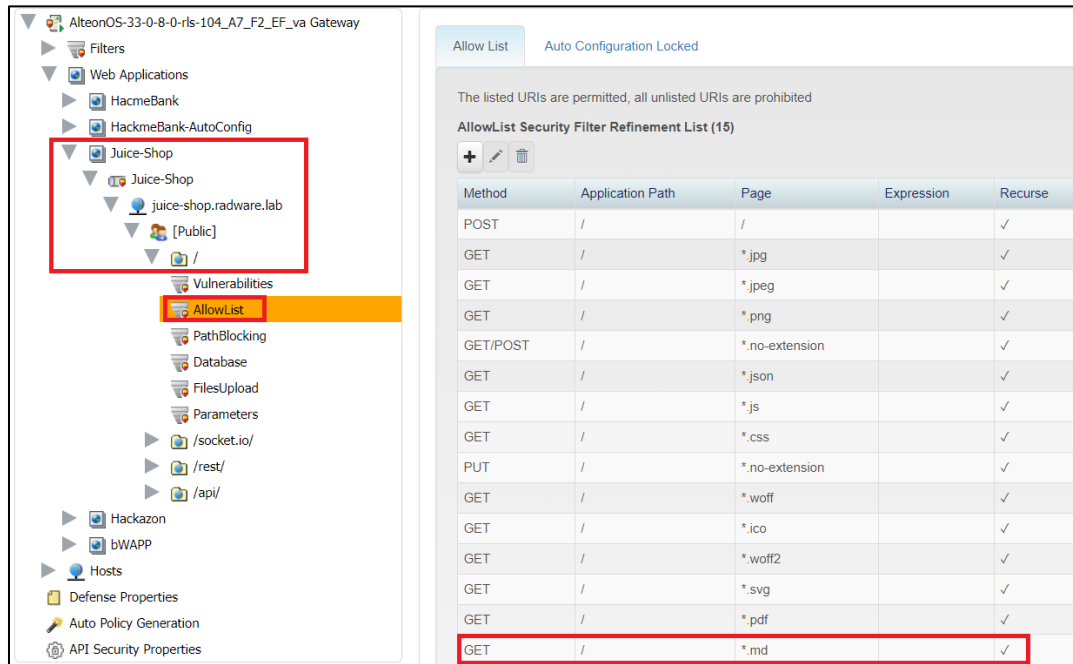 AlteonOS-33-0-8-0-rls-104_A7_F2_EF_va Gateway
Filters
Web Applications
HacmeBank
HackmeBank-AutoConfig
Juice-Shop
Juice-Shop
juice-shop.radware.lab
[Public]
/
Vulnerabilities
AllowList
PathBlocking
Database
FilesUpload
Parameters
/socket.io/
/rest/
/api/
Hackazon
bWAPP
Hosts
Defense Properties
Auto Policy Generation
API Security Properties
Allow List Auto Configuration Locked
The listed URIs are permitted, all unlisted URIs are prohibited
AllowList Security Filter Refinement List (15)
Method Application Path Page Expression Recurse
POST / / ✓
GET / *.jpg ✓
GET / *.jpeg ✓
GET / *.png ✓
GET/POST / *.no-extension ✓
GET / *.json ✓
GET / *.js ✓
GET / *.css ✓
PUT / *.no-extension ✓
GET / *.woff ✓
GET / *.ico ✓
GET / *.woff2 ✓
GET / *.svg ✓
GET / *.pdf ✓
GET / *.md ✓